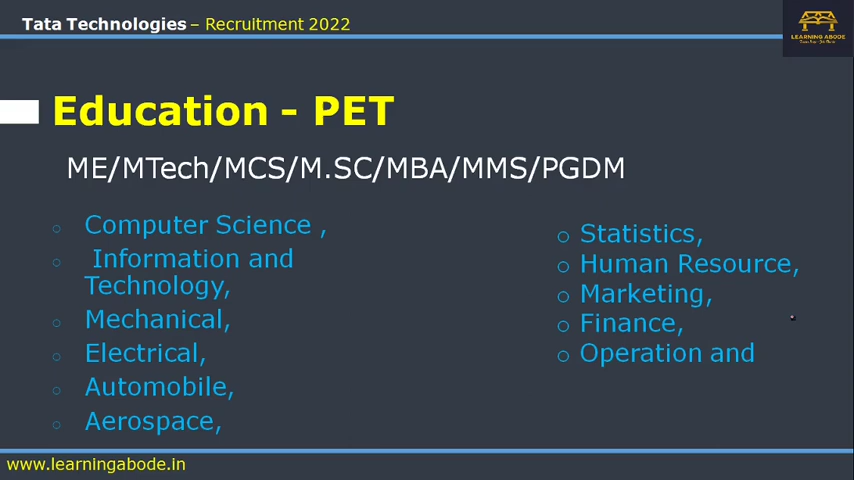 Tata Technologies – Recruitment 2022
LEARNING ABODE
Education - PET
ME/MTech/MCS/M.SC/MBA/MMS/PGDM
○ Computer Science ,
○ Information and
Technology,
○ Mechanical,
○ Electrical,
○ Automobile,
○ Aerospace,
o Statistics,
o Human Resource,
o Marketing,
o Finance,
o Operation and
www.learningabode.in